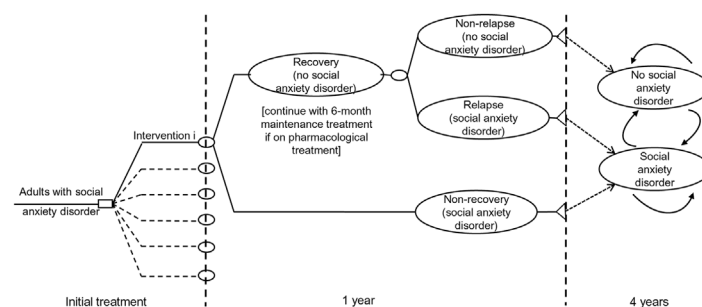 Non-relapse
(no social
anxiety disorder)
Recovery
(no social
anxiety disorder)
No social
anxiety
disorder
[continue with 6-month
maintenance treatment
if on pharmacological
treatment]
Relapse
(social anxiety
disorder)
Intervention i
Social
anxiety
disorder
Adults with social
anxiety disorder
Non-recovery
(social anxiety
disorder)
Initial treatment
1 year
4 years